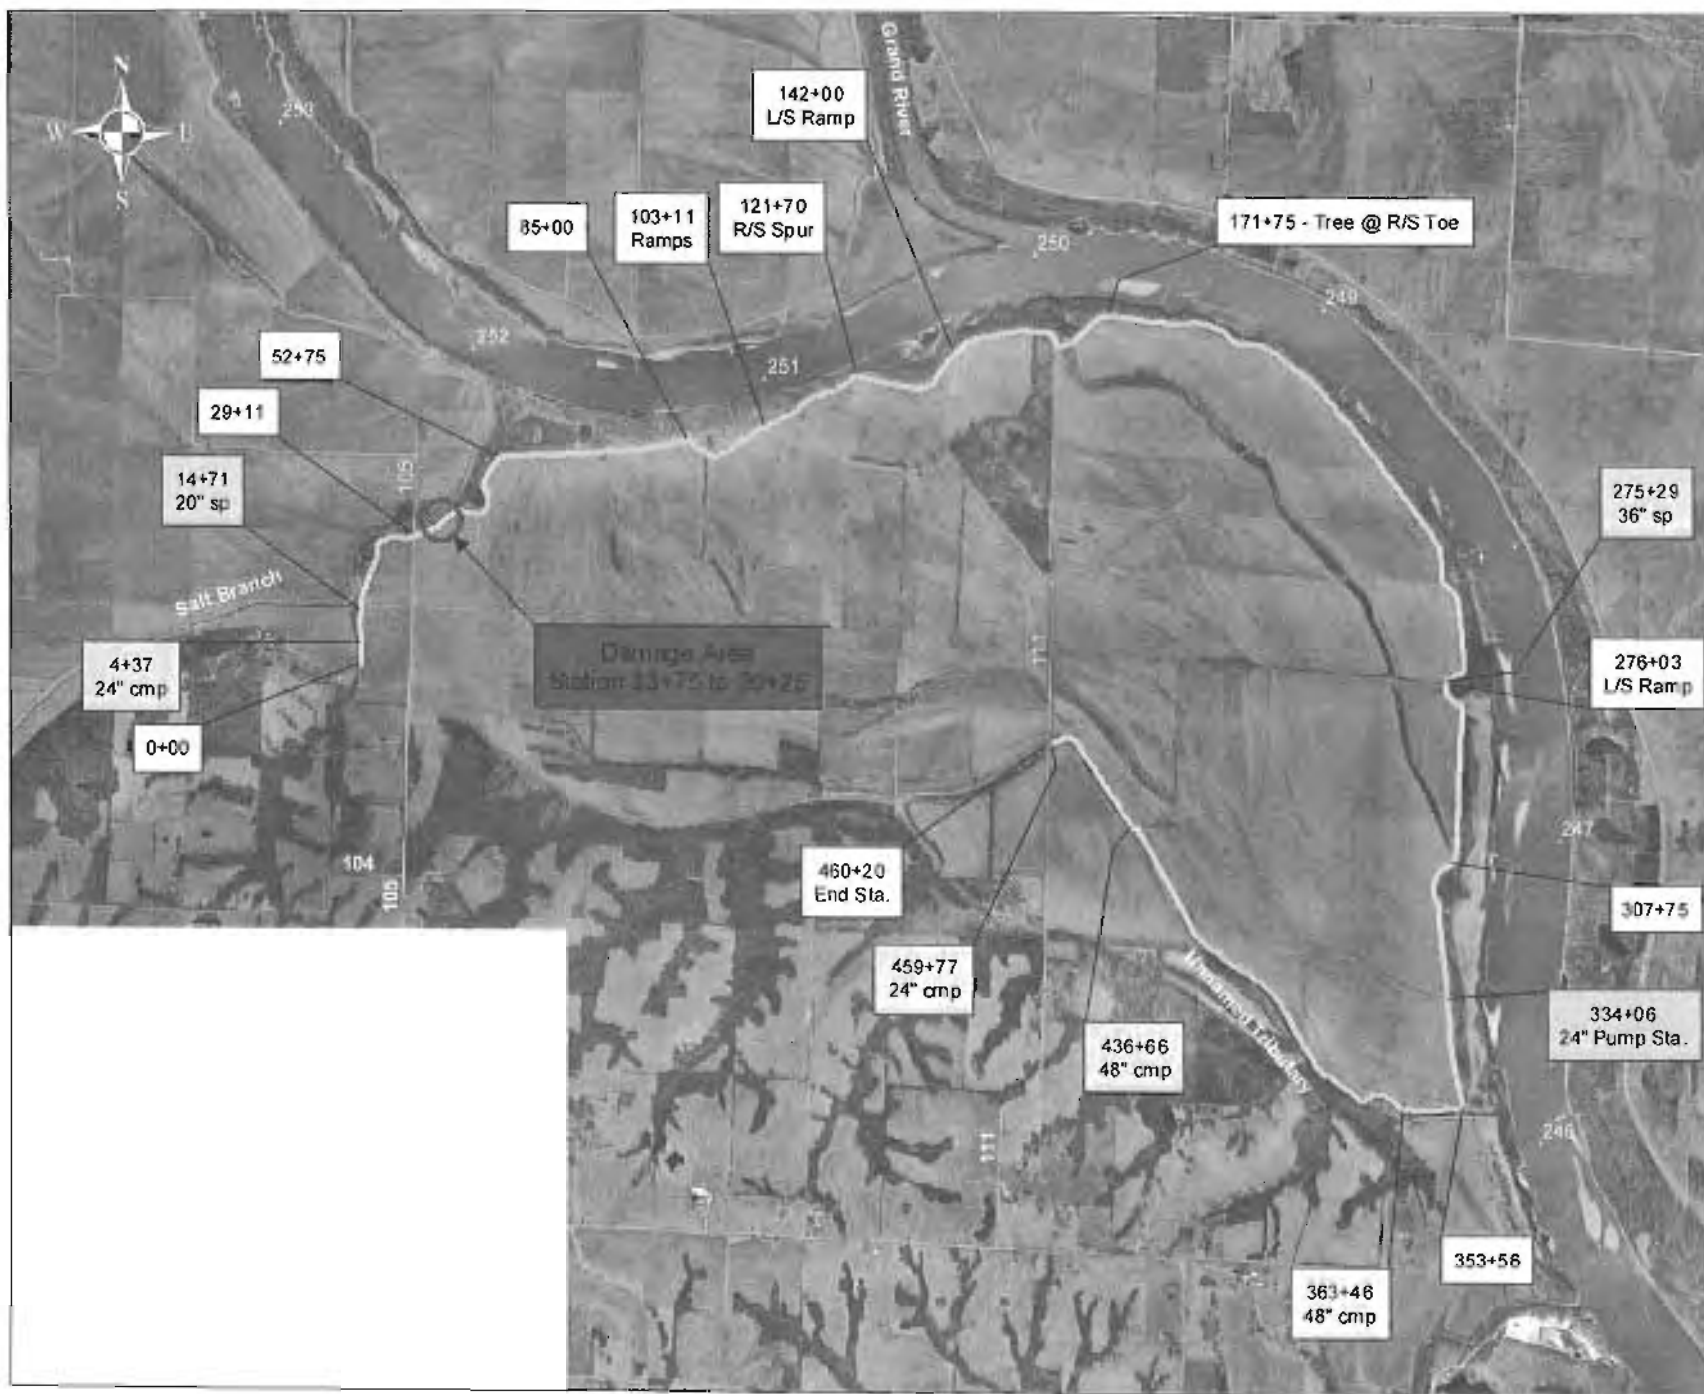 N
W
S
Grand River
142+00
L/S Ramp
253
85+00
103+11
Ramps
121+70
R/S Spur
171+75 - Tree @ R/S Toe
250
249
252
251
52+75
29+11
105
14+71
20" sp
275+29
36" sp
Salt Branch
Damage Area
Station
111
4+37
24" cmp
0+00
276+03
L/S Ramp
247
104
105
460+20
End Sta.
307+75
459+77
24" cmp
Unnamed Tributary
334+06
24" Pump Sta.
436+66
48" cmp
246
111
353+56
363+46
48" cmp